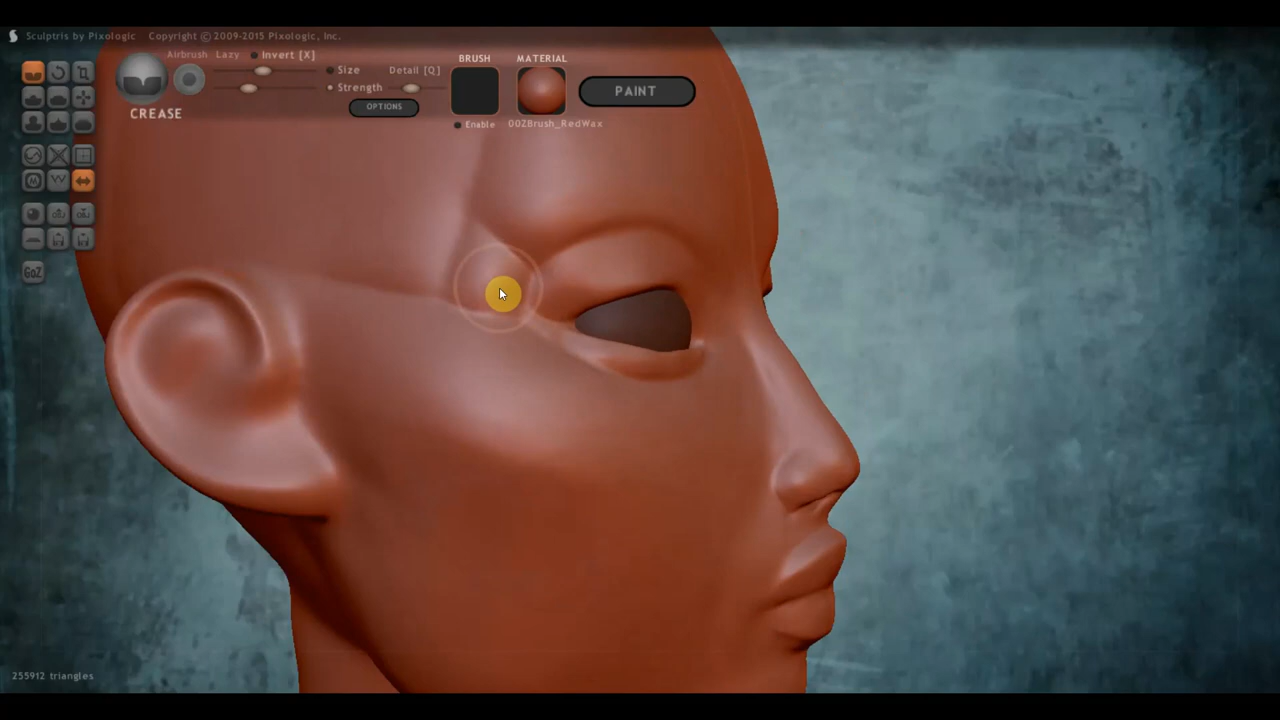 Sculptris by Pixologic Copyright © 2009-2015 Pixologic, Inc.
Airbrush Lazy Invert [X]
Size Detail [Q]
Strength
OPTIONS
CREASE
BRUSH
Enable
MATERIAL
00ZBrush_RedWax
PAINT
GoZ
255912 triangles